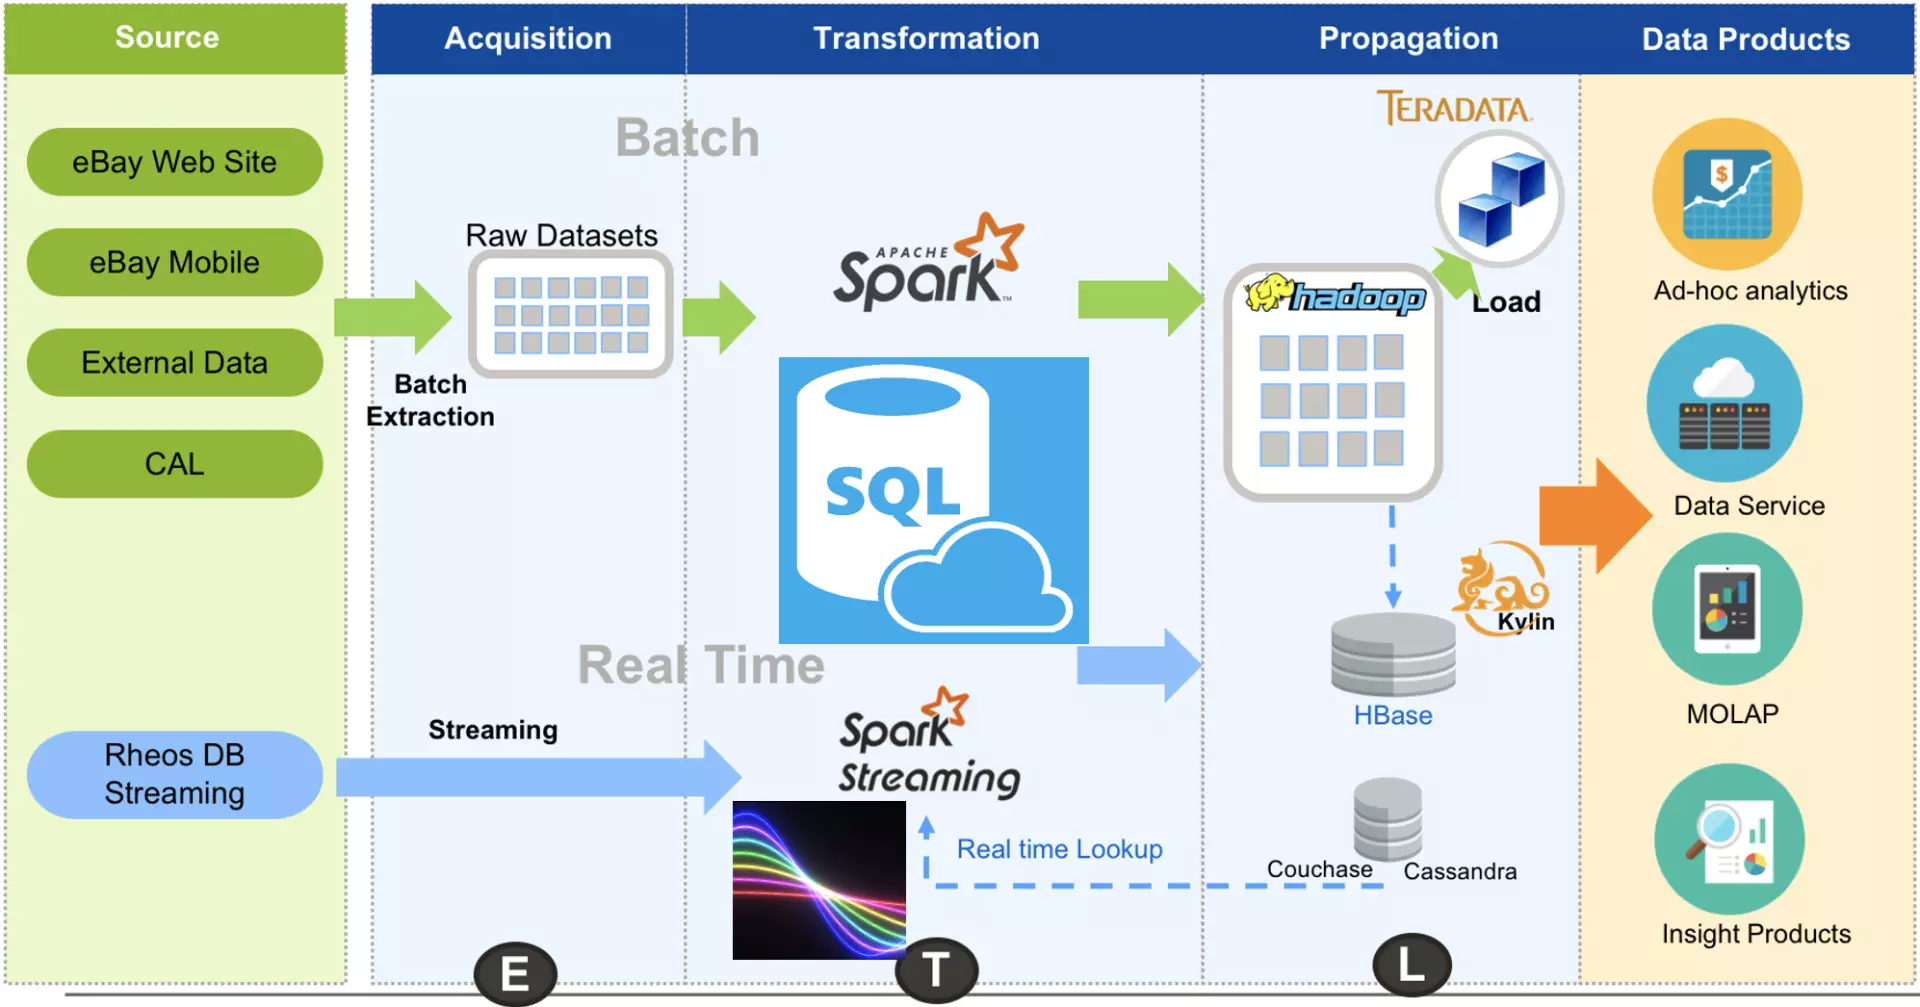 Source
Acquisition
Transformation
Propagation
Data Products
eBay Web Site
eBay Mobile
External Data
CAL
Rheos DB
Streaming
Batch
Raw Datasets
Batch
Extraction
APACHE
Spark™
SQL
Real Time
Streaming
Spark
Streaming
Real time Lookup
TERADATA
hadoop
Load
Kylin
HBase
Couchase
Cassandra
Ad-hoc analytics
Data Service
MOLAP
Insight Products
E
T
L